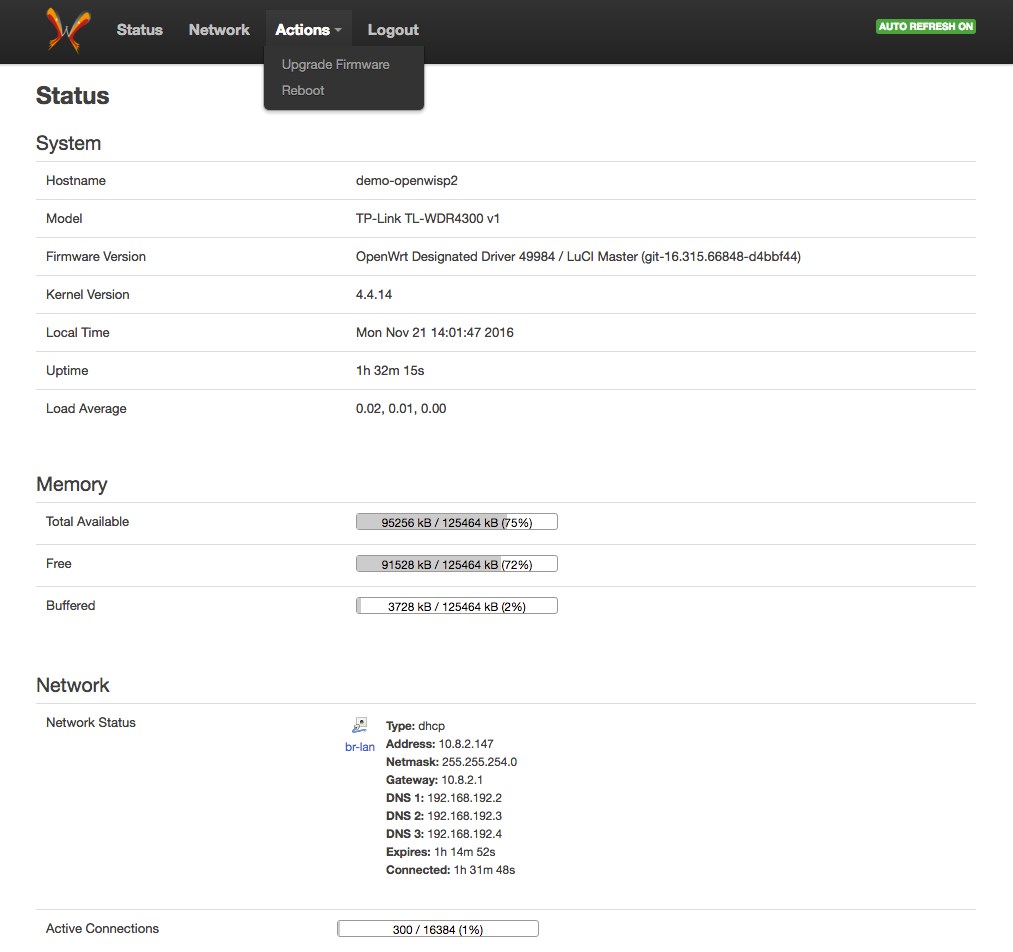 Status Network Actions Logout AUTO REFRESH ON
Upgrade Firmware
Reboot
Status
System
Hostname demo-openwisp2
Model TP-Link TL-WDR4300 v1
Firmware Version OpenWrt Designated Driver 49984 / LuCI Master (git-16.315.66848-d4bbf44)
Kernel Version 4.4.14
Local Time Mon Nov 21 14:01:47 2016
Uptime 1h 32m 15s
Load Average 0.02, 0.01, 0.00
Memory
Total Available 95256 kB / 125464 kB (75%)
Free 91528 kB / 125464 kB (72%)
Buffered 3728 kB / 125464 kB (2%)
Network
Network Status
br-lan
Type: dhcp
Address: 10.8.2.147
Netmask: 255.255.254.0
Gateway: 10.8.2.1
DNS 1: 192.168.192.2
DNS 2: 192.168.192.3
DNS 3: 192.168.192.4
Expires: 1h 14m 52s
Connected: 1h 31m 48s
Active Connections 300 / 16384 (1%)